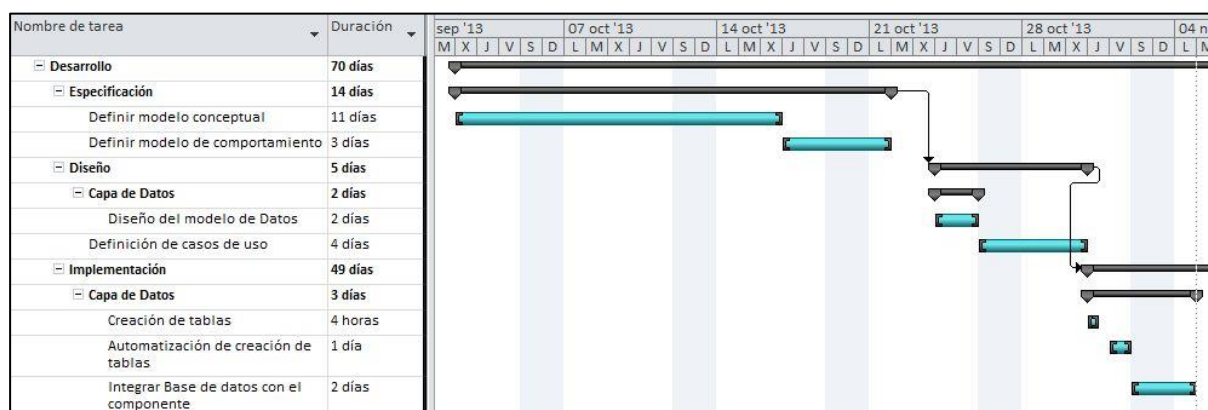 Nombre de tarea Duración sep '13 07 oct '13 14 oct '13 21 oct '13 28 oct '13 04 n
M X J V S D L M X J V S D L M X J V S D L M X J V S D L M X J V S D L M
Desarrollo 70 días
Especificación 14 días
Definir modelo conceptual 11 días
Definir modelo de comportamiento 3 días
Diseño 5 días
Capa de Datos 2 días
Diseño del modelo de Datos 2 días
Definición de casos de uso 4 días
Implementación 49 días
Capa de Datos 3 días
Creación de tablas 4 horas
Automatización de creación de 1 día
tablas
Integrar Base de datos con el 2 días
componente